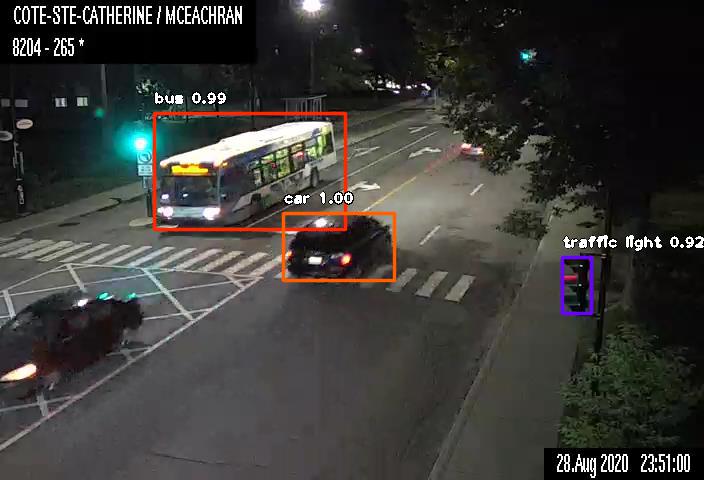 COTE-STE-CATHERINE / MCEACHRAN
8204 - 265 *
bus 0.99
car 1.00
traffic light 0.92
28.Aug 2020 23:51:00